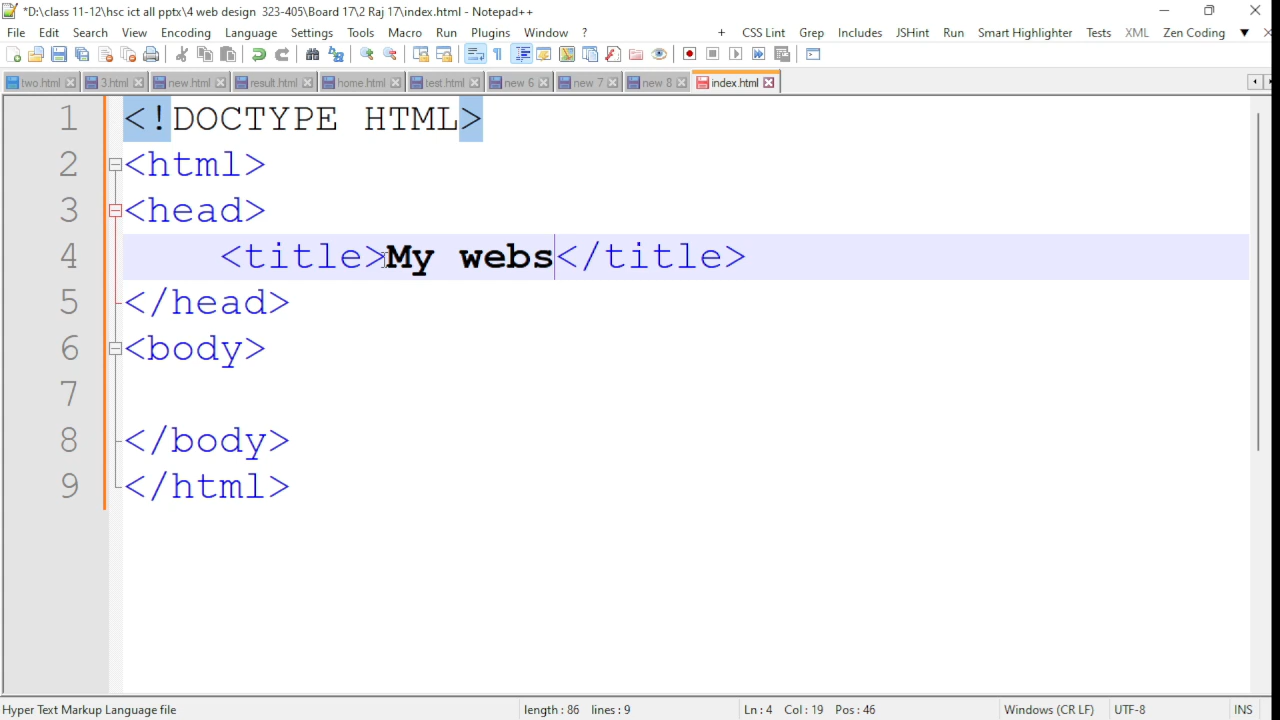 *D:\class 11-12\hsc ict all pptx\4 web design  323-405\Board 17\2 Raj 17\index.html - Notepad++
File Edit Search View Encoding Language Settings Tools Macro Run Plugins Window ? + CSS Lint Grep Includes JSHint Run Smart Highlighter Tests XML Zen Coding
two.html 3.html new.html result.html home.html test.html new 6 new 7 new 8 index.html
1 <!DOCTYPE HTML>
2 <html>
3 <head>
4 <title>My webs</title>
5 </head>
6 <body>
7
8 </body>
9 </html>
Hyper Text Markup Language file length : 86 lines : 9 Ln : 4 Col : 19 Pos : 46 Windows (CR LF) UTF-8 INS